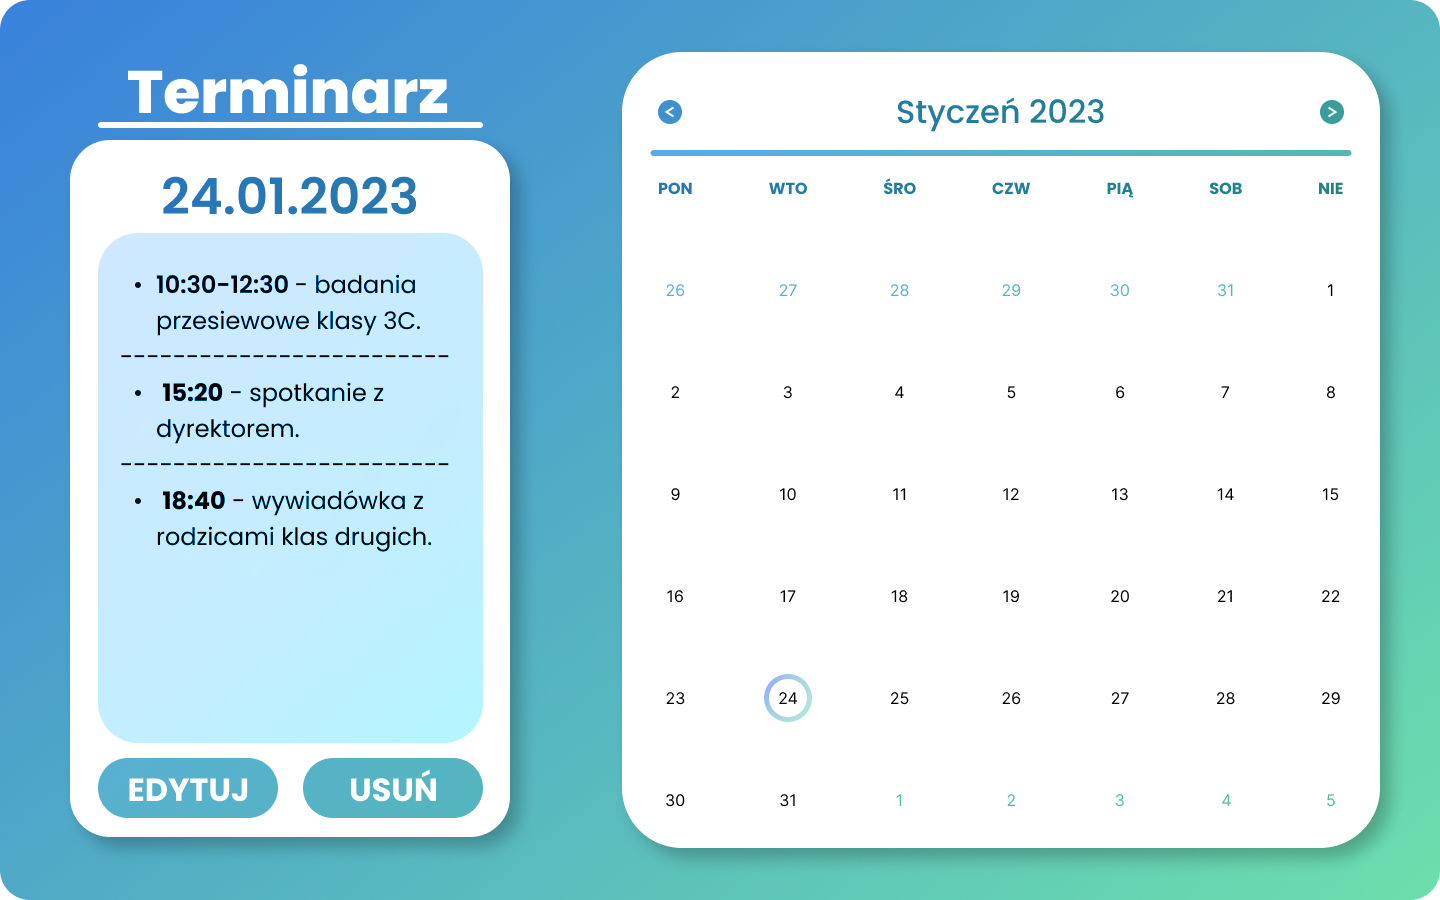 Terminarz
24.01.2023
• 10:30-12:30 - badania
przesiewowe klasy 3C.
-------------------------
• 15:20 - spotkanie z
dyrektorem.
-------------------------
• 18:40 - wywiadówka z
rodzicami klas drugich.
EDYTUJ USUŃ
< Styczeń 2023 >
PON WTO ŚRO CZW PIĄ SOB NIE
26 27 28 29 30 31 1
2 3 4 5 6 7 8
9 10 11 12 13 14 15
16 17 18 19 20 21 22
23 24 25 26 27 28 29
30 31 1 2 3 4 5